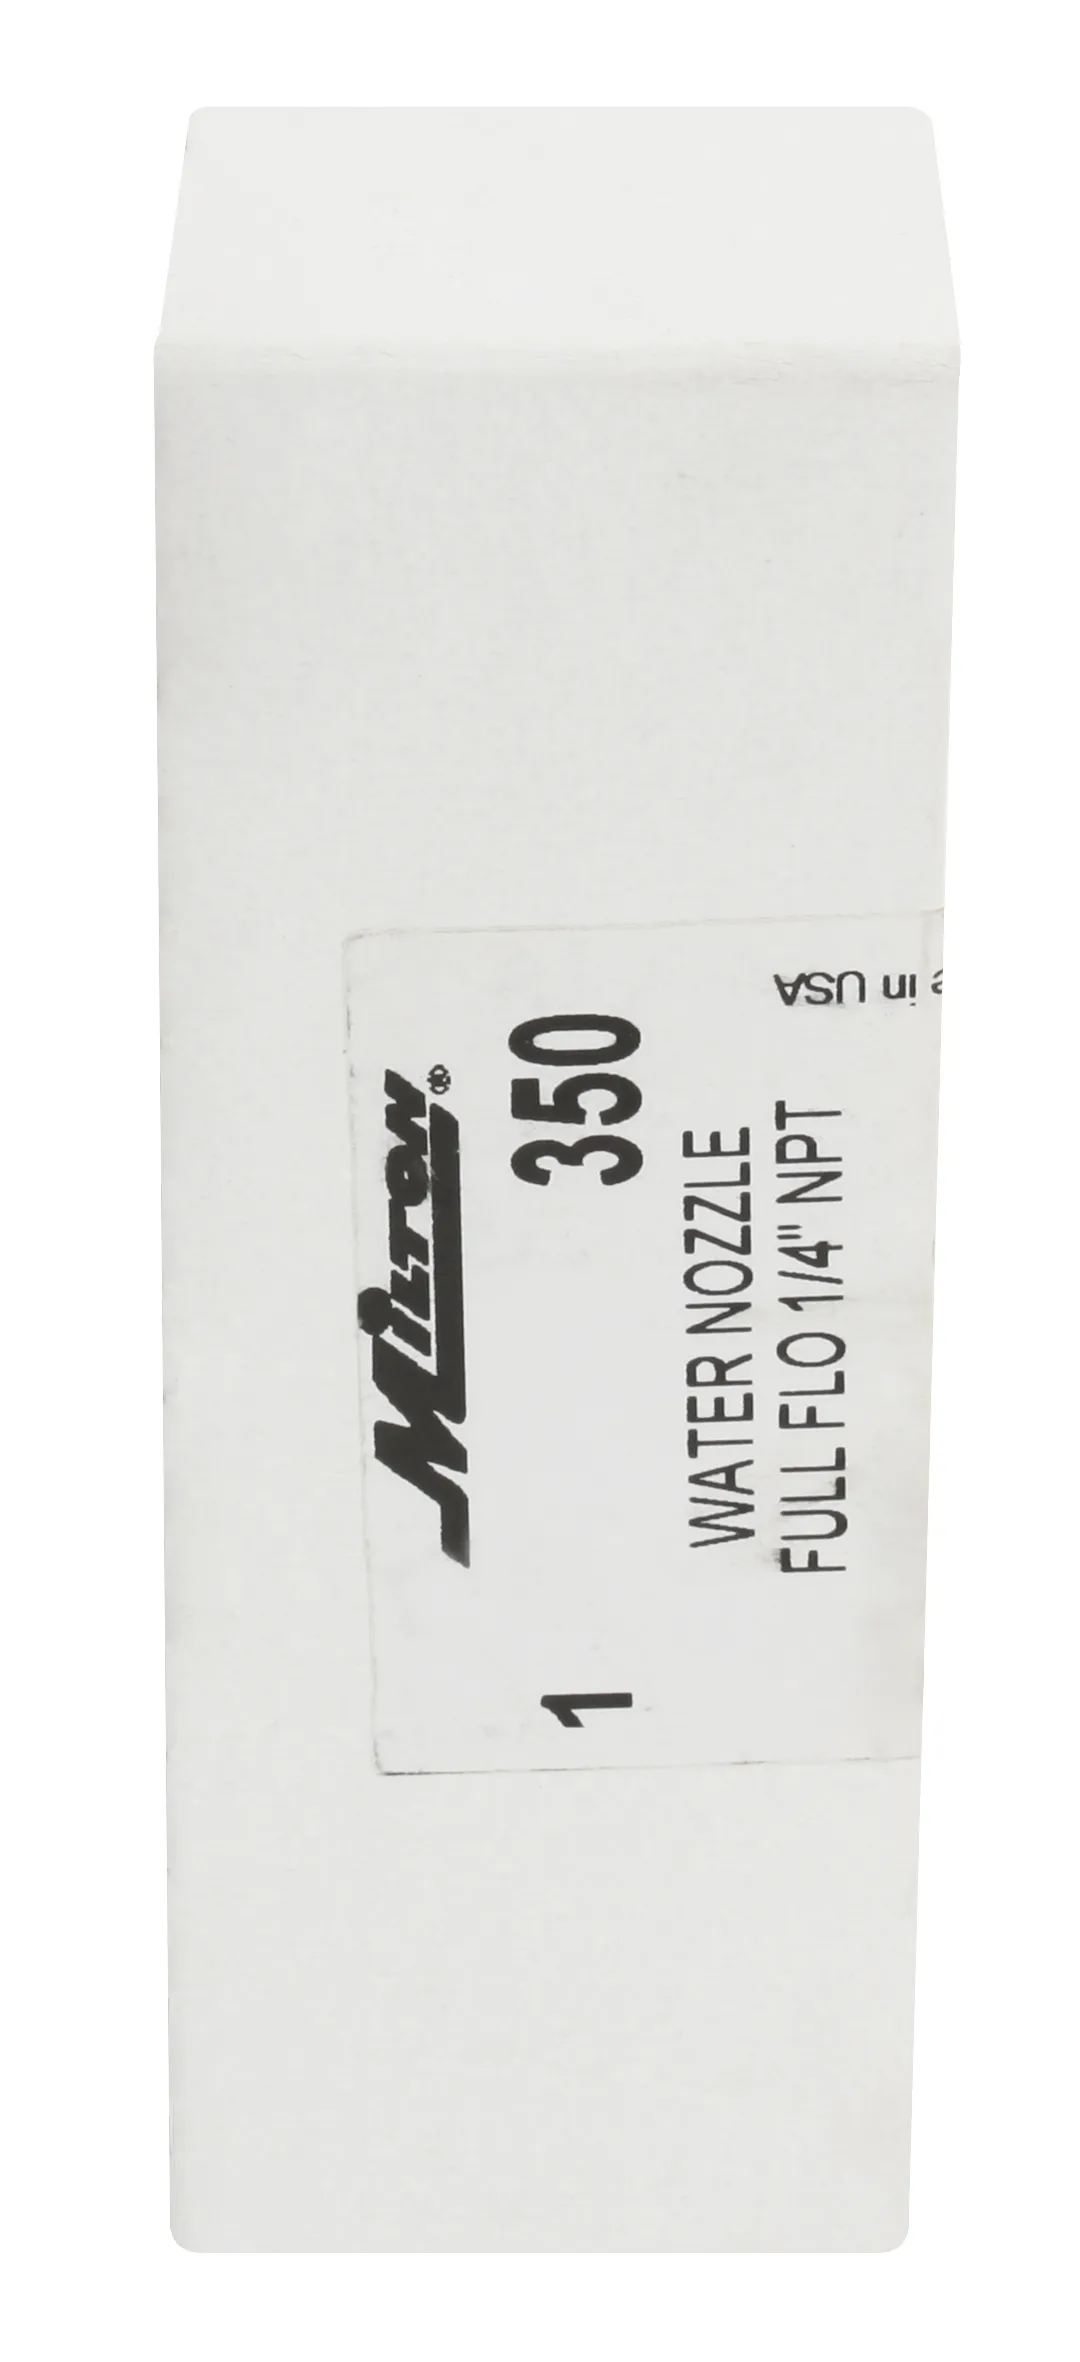 MILTON®
1 350
WATER NOZZLE
FULL FLO 1/4" NPT
in USA